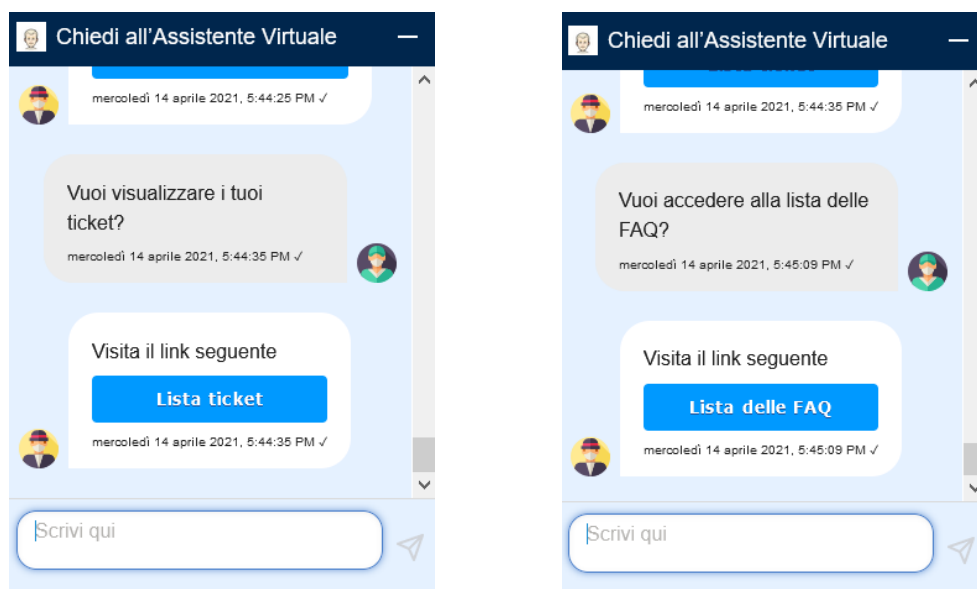 Chiedi all'Assistente Virtuale
mercoledì 14 aprile 2021, 5:44:25 PM ✓
Vuoi visualizzare i tuoi
ticket?
mercoledì 14 aprile 2021, 5:44:35 PM ✓
Visita il link seguente
Lista ticket
mercoledì 14 aprile 2021, 5:44:35 PM ✓
Scrivi qui
Chiedi all'Assistente Virtuale
mercoledì 14 aprile 2021, 5:44:35 PM ✓
Vuoi accedere alla lista delle
FAQ?
mercoledì 14 aprile 2021, 5:45:09 PM ✓
Visita il link seguente
Lista delle FAQ
mercoledì 14 aprile 2021, 5:45:09 PM ✓
Scrivi qui